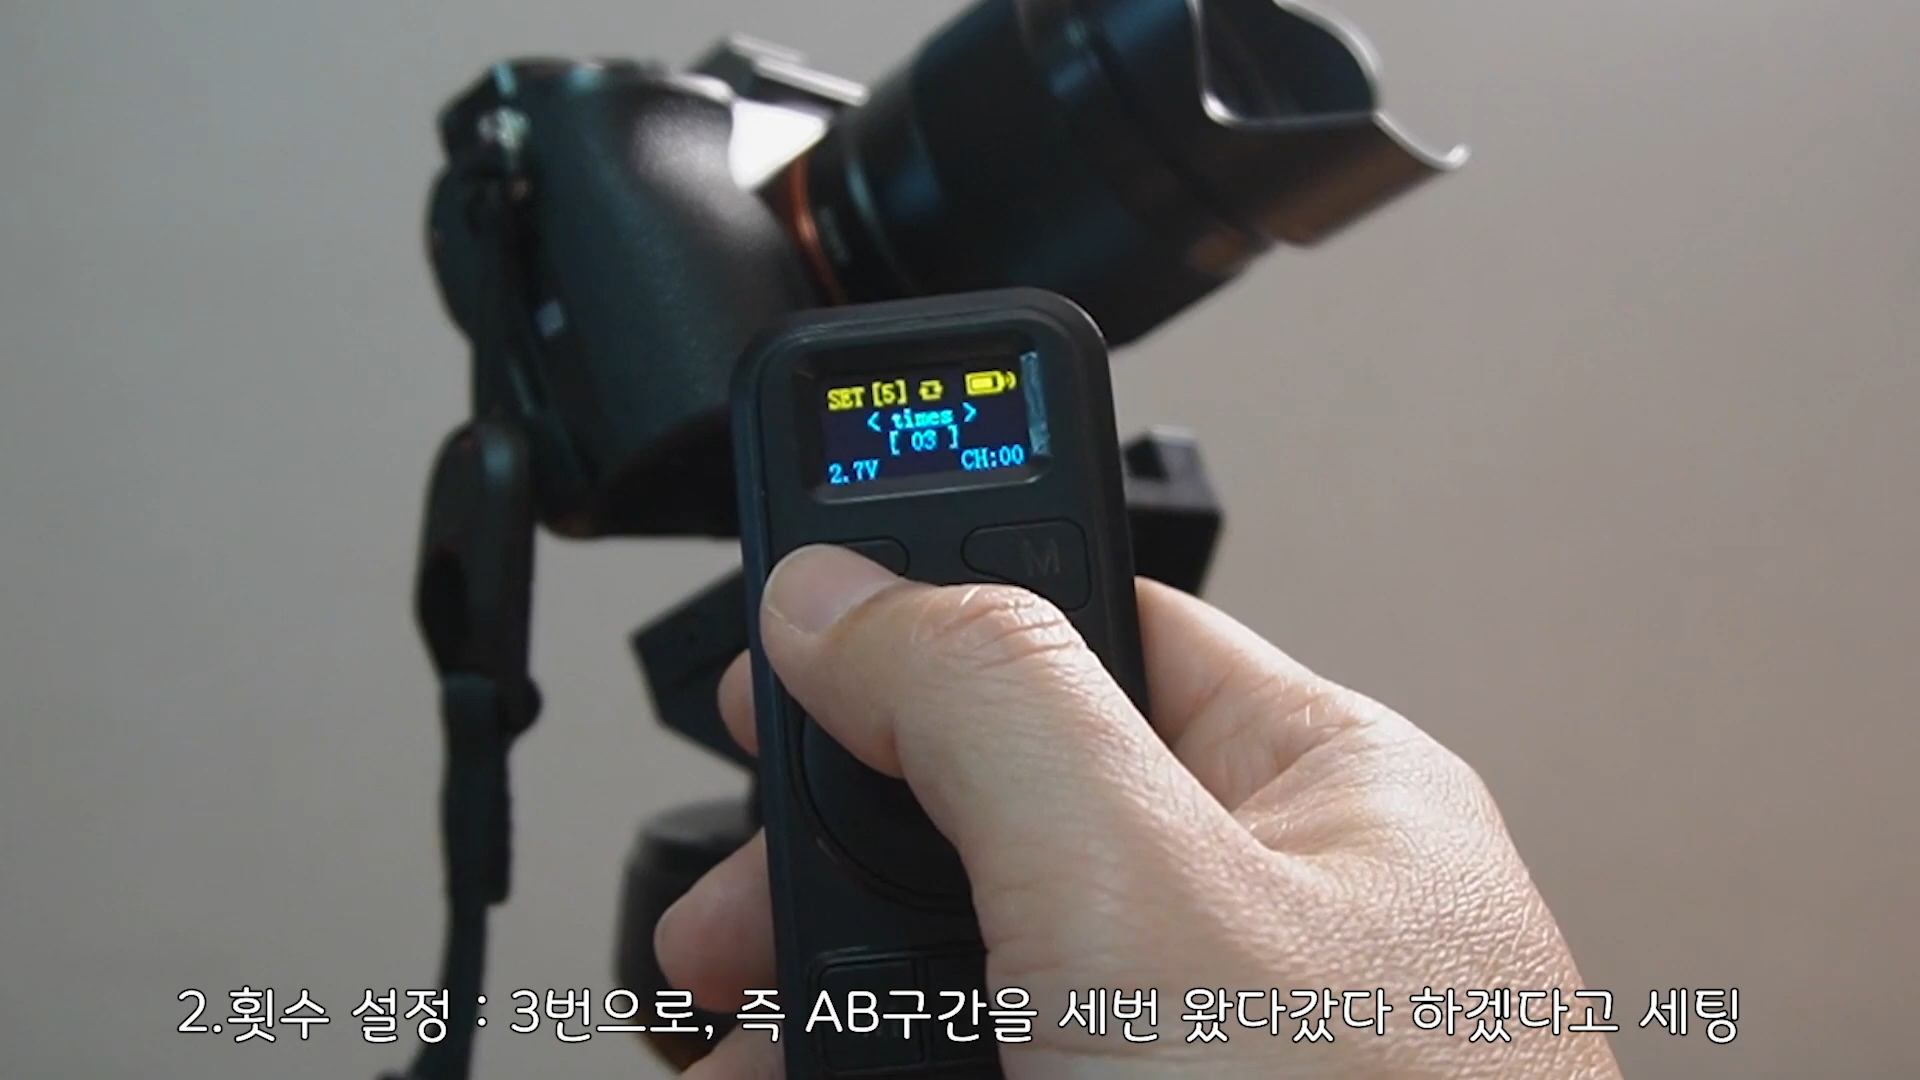 SET [5]
< times >
[ 03 ]
2.7V CH:00
M
2.횟수 설정 : 3번으로, 즉 AB구간을 세번 왔다갔다 하겠다고 세팅